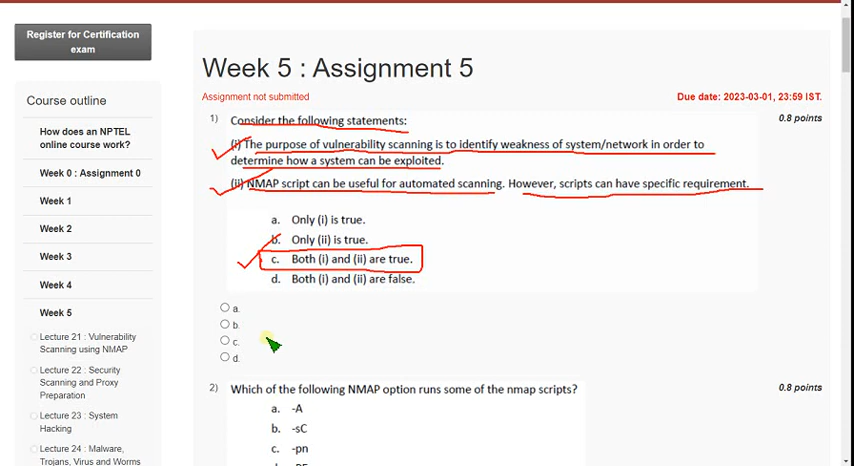 Register for Certification
exam
Course outline
How does an NPTEL
online course work?
Week 0 : Assignment 0
Week 1
Week 2
Week 3
Week 4
Week 5
Lecture 21 : Vulnerability
Scanning using NMAP
Lecture 22 : Security
Scanning and Proxy
Preparation
Lecture 23 : System
Hacking
Lecture 24 : Malware,
Trojans, Virus and Worms
Week 5 : Assignment 5
Assignment not submitted
Due date: 2023-03-01, 23:59 IST.
1) Consider the following statements:
0.8 points
(i) The purpose of vulnerability scanning is to identify weakness of system/network in order to
determine how a system can be exploited.
(ii) NMAP script can be useful for automated scanning. However, scripts can have specific requirement.
a. Only (i) is true.
b. Only (ii) is true.
c. Both (i) and (ii) are true.
d. Both (i) and (ii) are false.
a.
b.
c.
d.
2) Which of the following NMAP option runs some of the nmap scripts?
0.8 points
a. -A
b. -sC
c. -pn